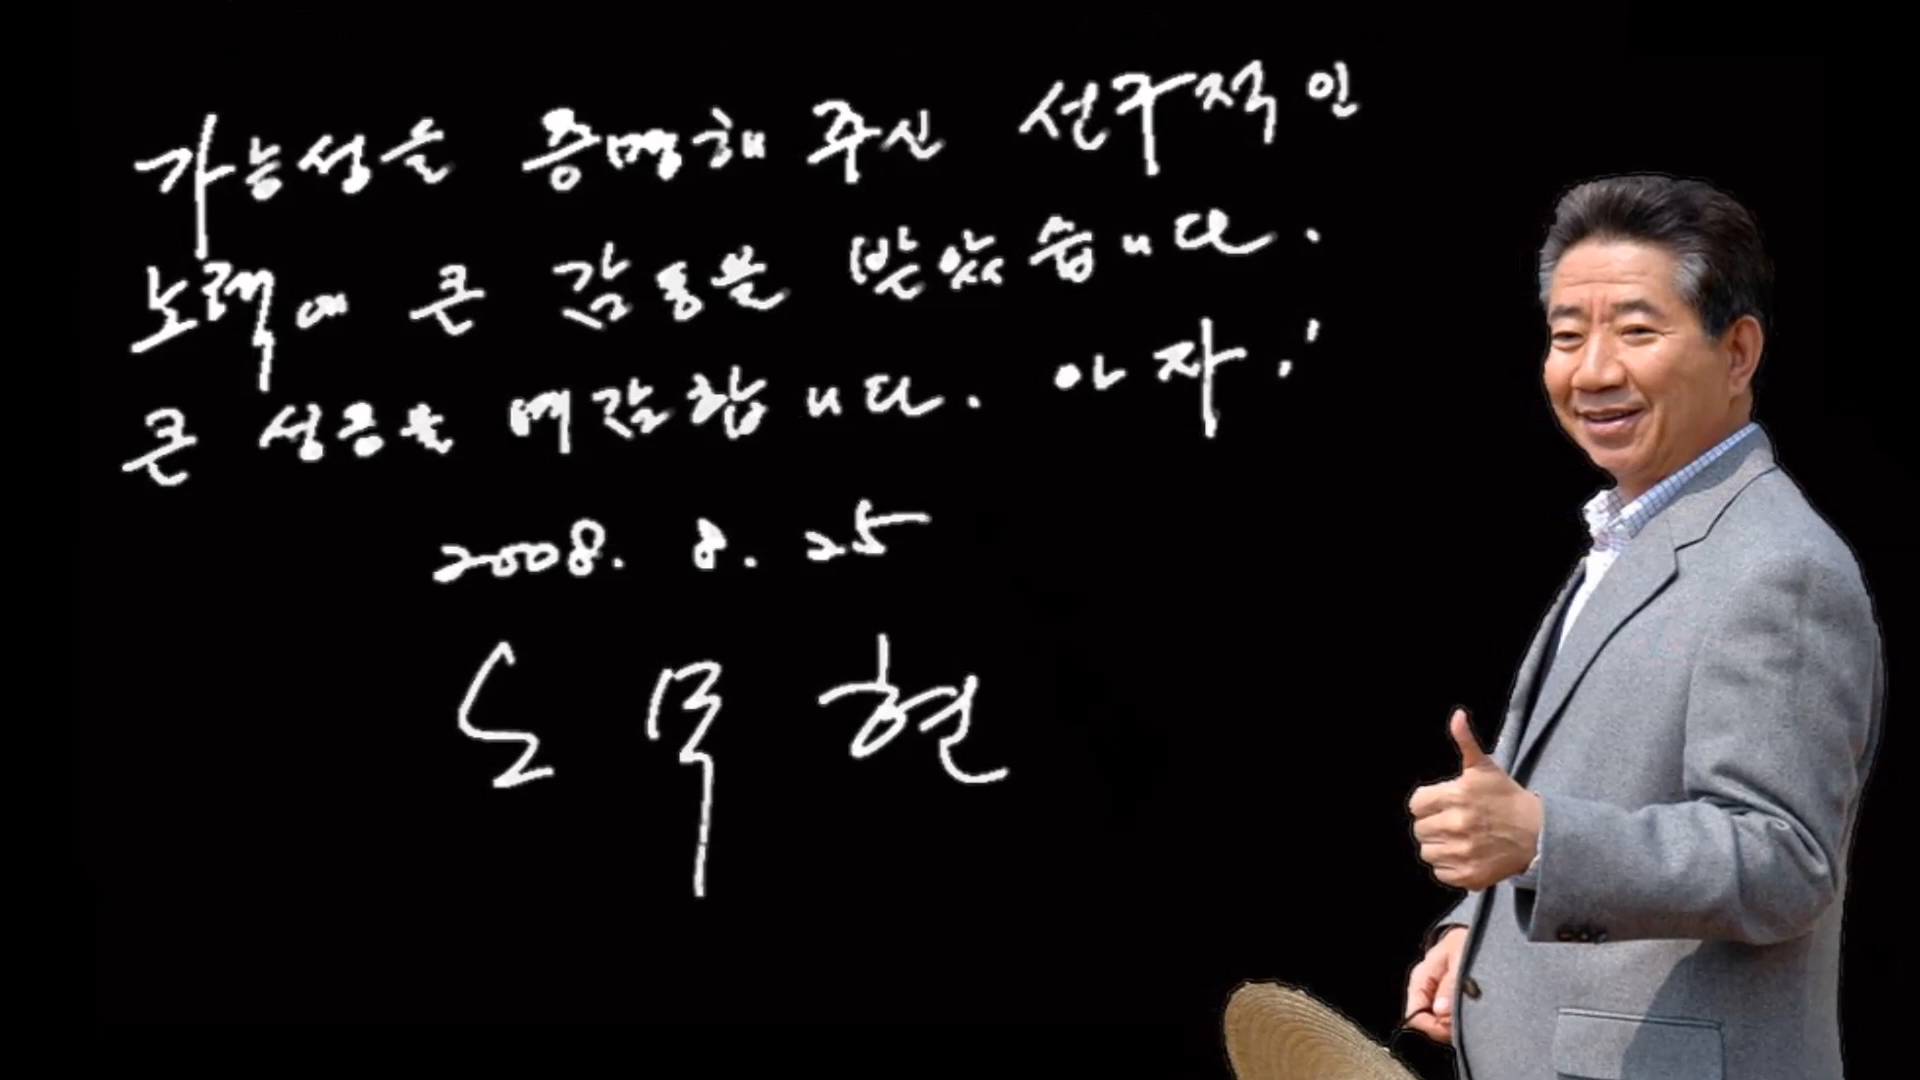 가능성을 증명해 주신 선구적인
노력에 큰 감동을 받았습니다.
큰 성공을 예감합니다. 아자!
2008. 8. 25
노무현